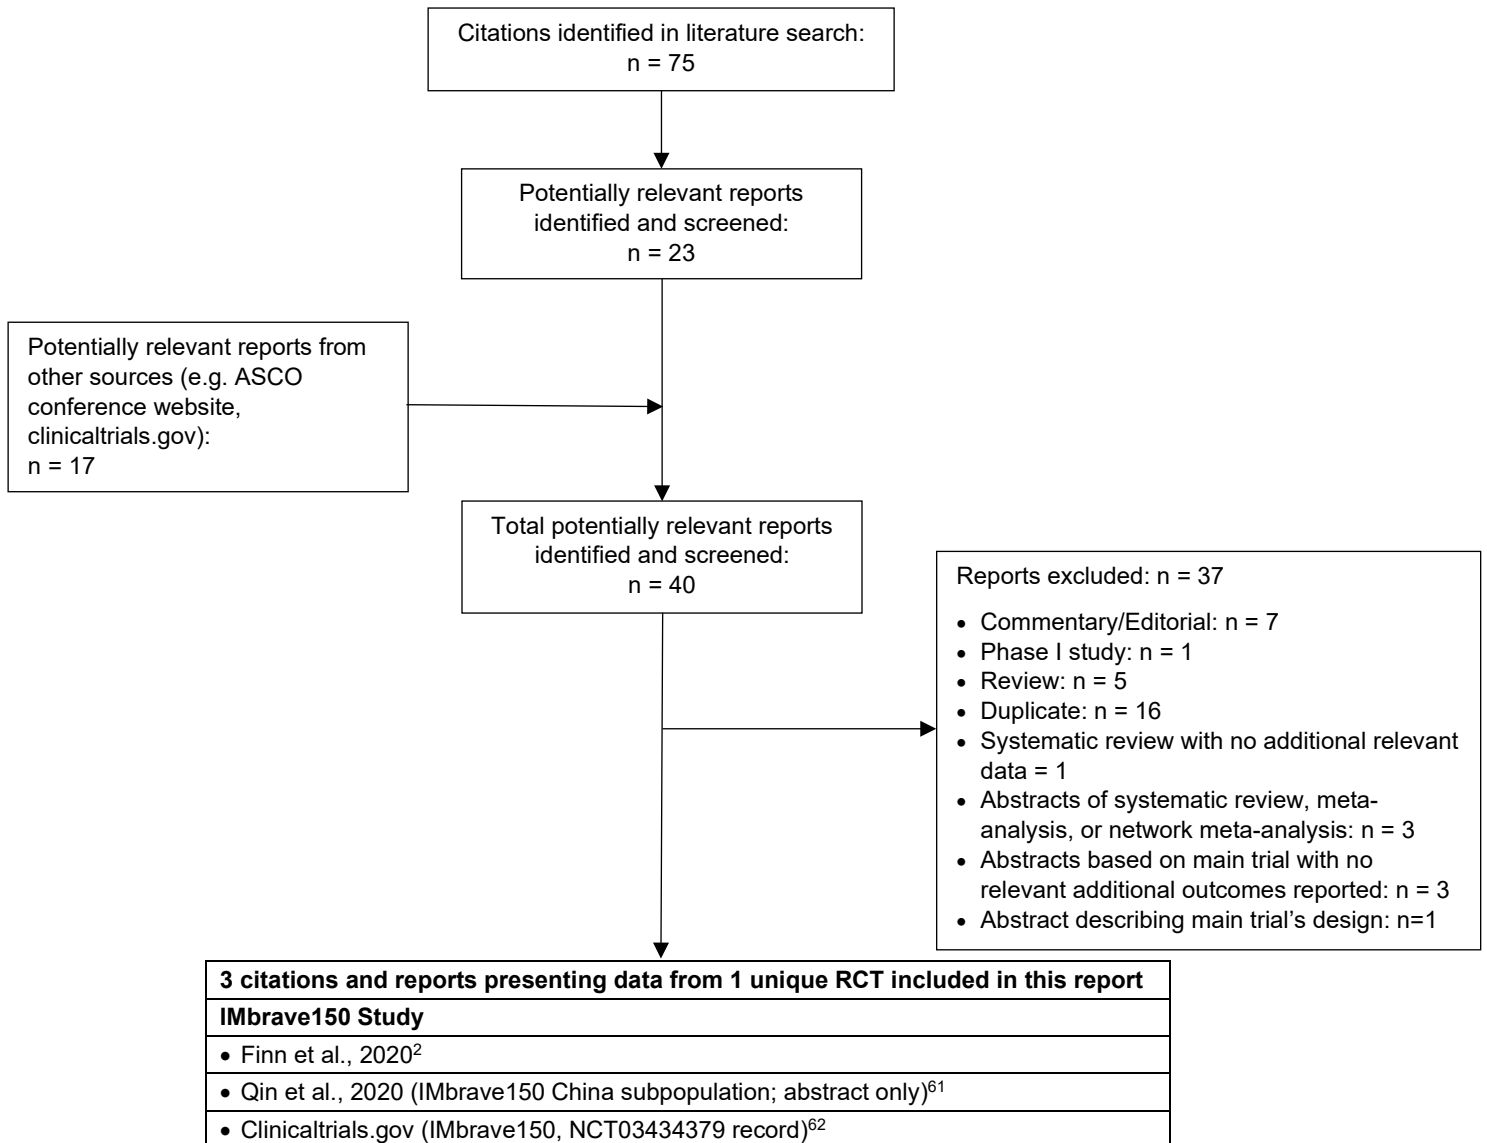 Citations identified in literature search:
n = 75
Potentially relevant reports
identified and screened:
n = 23
Potentially relevant reports from
other sources (e.g. ASCO
conference website,
clinicaltrials.gov):
n = 17
Total potentially relevant reports
identified and screened:
n = 40
Reports excluded: n = 37
• Commentary/Editorial: n = 7
• Phase I study: n = 1
• Review: n = 5
• Duplicate: n = 16
• Systematic review with no additional relevant
data = 1
• Abstracts of systematic review, meta-
analysis, or network meta-analysis: n = 3
• Abstracts based on main trial with no
relevant additional outcomes reported: n = 3
• Abstract describing main trial’s design: n=1
3 citations and reports presenting data from 1 unique RCT included in this report
IMbrave150 Study
• Finn et al., 2020²
• Qin et al., 2020 (IMbrave150 China subpopulation; abstract only)⁶¹
• Clinicaltrials.gov (IMbrave150, NCT03434379 record)⁶²